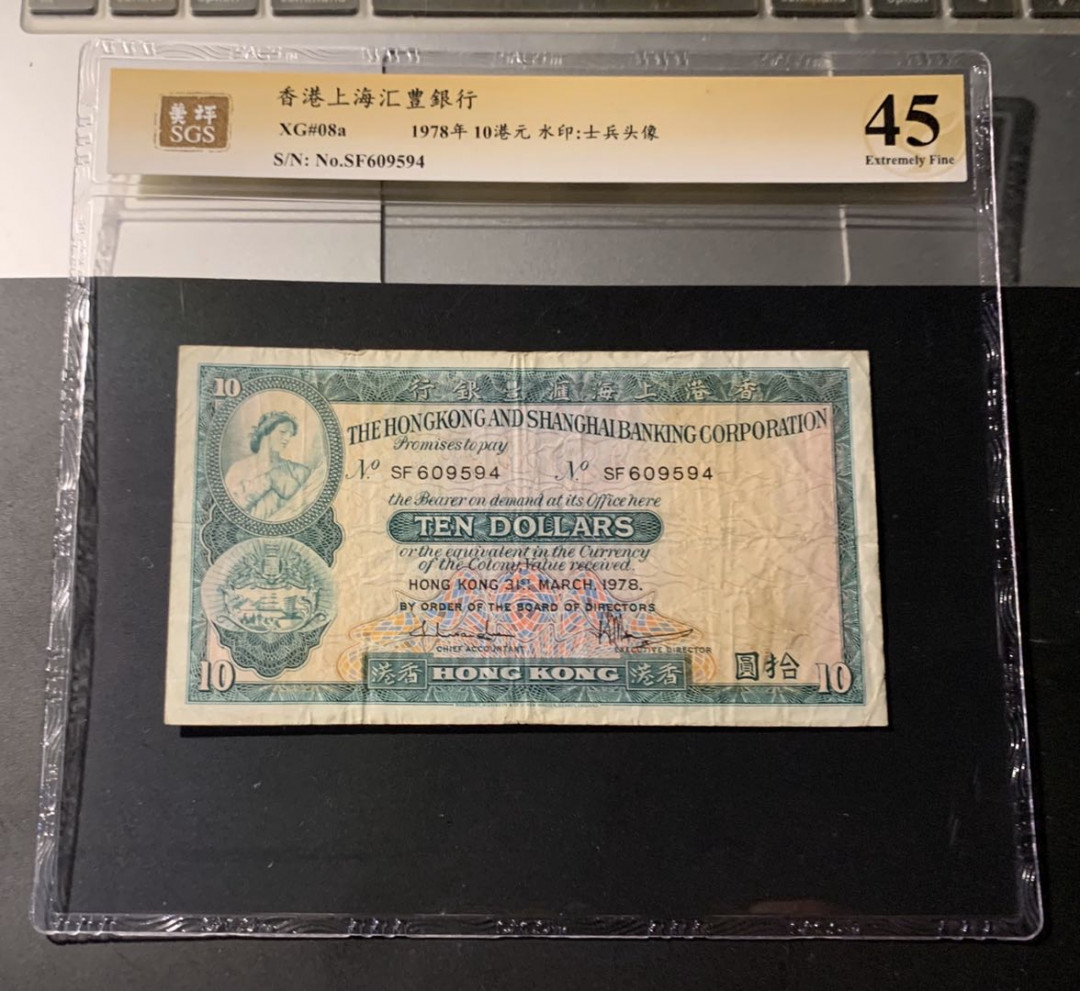 美评
SGS
香港上海汇豐銀行
XG#08a 1978年 10港元 水印:士兵头像
S/N: No.SF609594
45
Extremely Fine
10
行銀豐滙海上港香
THE HONGKONG AND SHANGHAI BANKING CORPORATION
Promises to pay
Nº SF 609594 Nº SF 609594
the Bearer on demand at its Office here
TEN DOLLARS
or the equivalent in the Currency
of the Colony Value received.
HONG KONG 31ST MARCH, 1978.
BY ORDER OF THE BOARD OF DIRECTORS
CHIEF ACCOUNTANT EXECUTIVE DIRECTOR
10 港香 HONG KONG 港香 圓拾 10